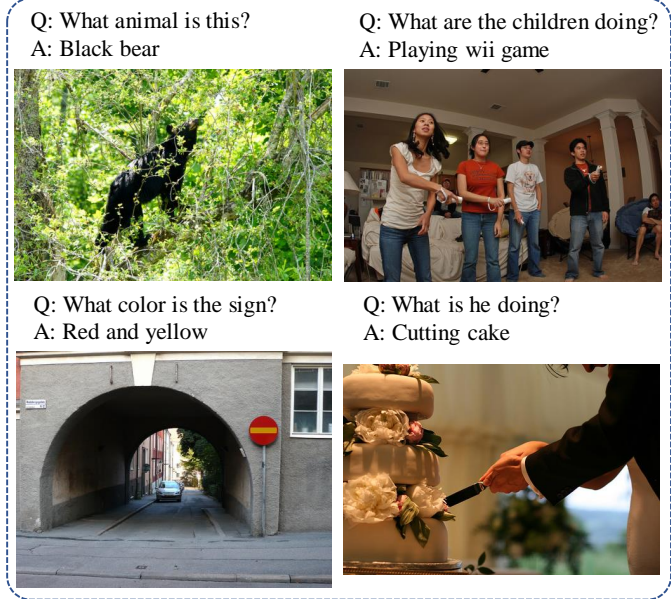 Q: What animal is this?
A: Black bear
Q: What are the children doing?
A: Playing wii game
Q: What color is the sign?
A: Red and yellow
Q: What is he doing?
A: Cutting cake